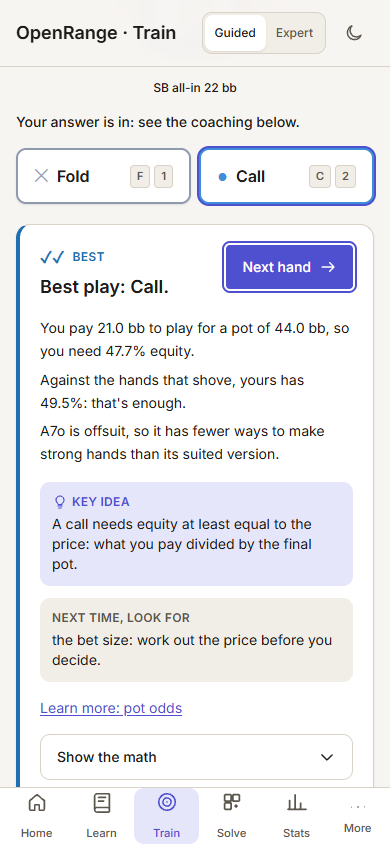 OpenRange · Train
Guided
Expert
SB all-in 22 bb
Your answer is in: see the coaching below.
Fold
F
1
Call
C
2
BEST
Next hand
Best play: Call.
You pay 21.0 bb to play for a pot of 44.0 bb, so
you need 47.7% equity.
Against the hands that shove, yours has
49.5%: that's enough.
A7o is offsuit, so it has fewer ways to make
strong hands than its suited version.
KEY IDEA
A call needs equity at least equal to the
price: what you pay divided by the final
pot.
NEXT TIME, LOOK FOR
the bet size: work out the price before you
decide.
Learn more: pot odds
Show the math
Home
Learn
Train
Solve
Stats
More